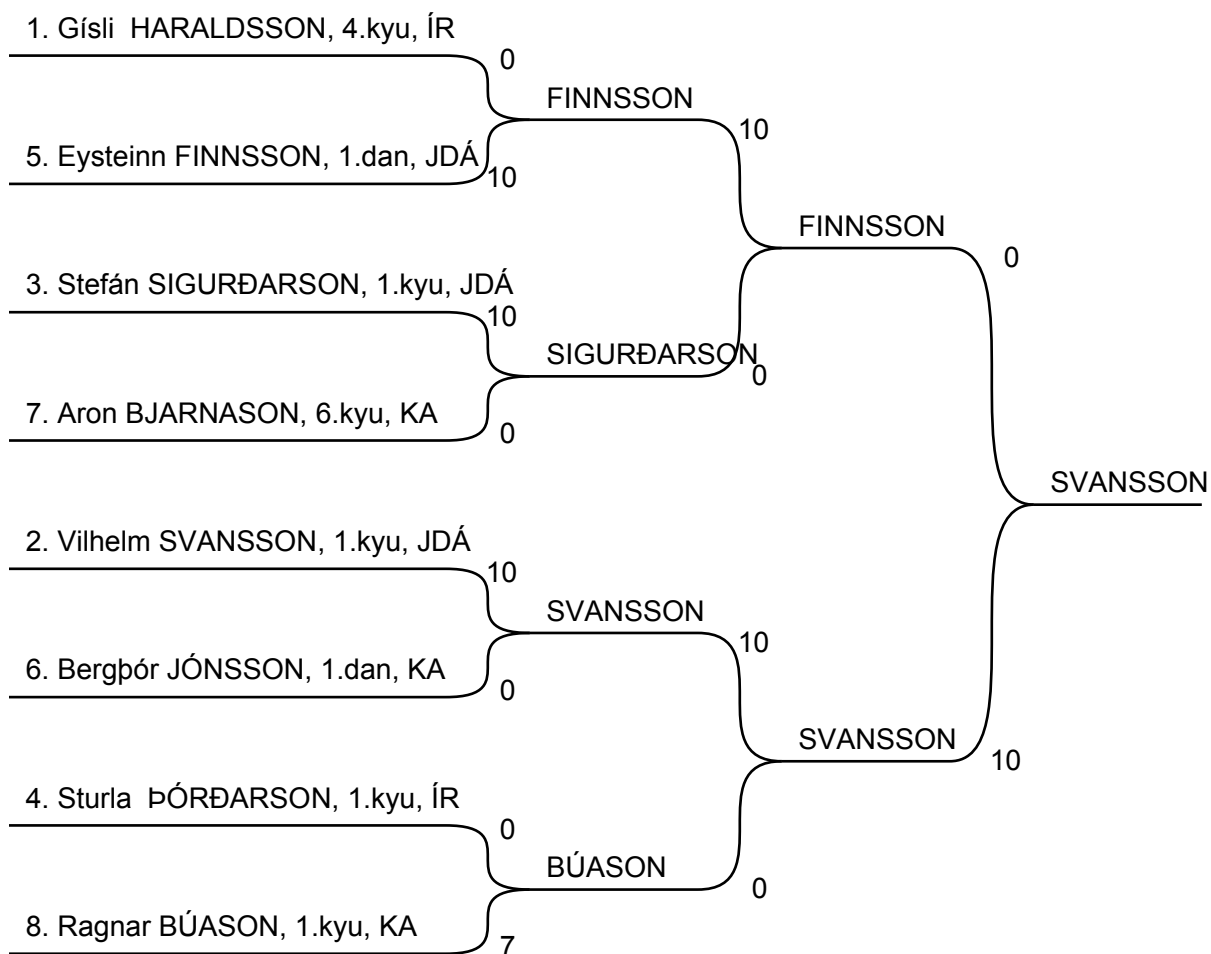 1. Gísli  HARALDSSON, 4.kyu, ÍR
0
FINNSSON
10
5. Eysteinn FINNSSON, 1.dan, JDÁ
10
FINNSSON
0
3. Stefán SIGURÐARSON, 1.kyu, JDÁ
10
SIGURÐARSON
0
7. Aron BJARNASON, 6.kyu, KA
0
SVANSSON
2. Vilhelm SVANSSON, 1.kyu, JDÁ
10
SVANSSON
10
6. Bergþór JÓNSSON, 1.dan, KA
0
SVANSSON
10
4. Sturla  ÞÓRÐARSON, 1.kyu, ÍR
0
BÚASON
0
8. Ragnar BÚASON, 1.kyu, KA
7